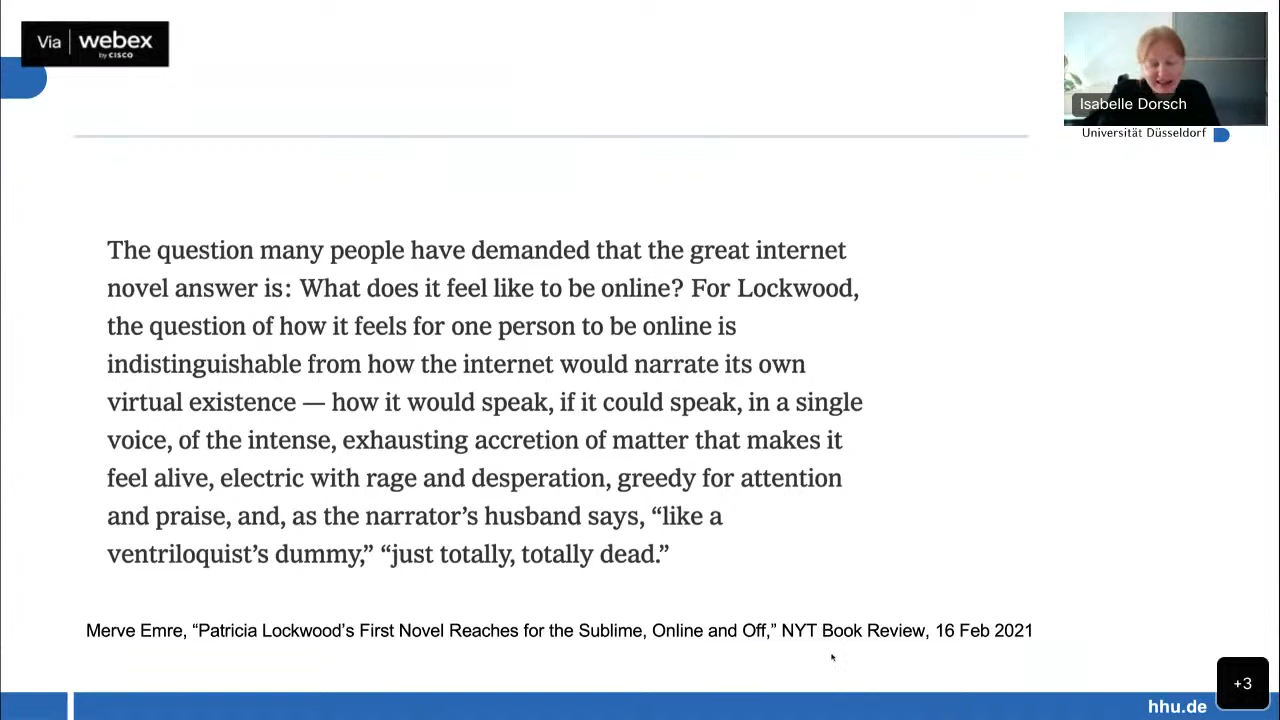 Via webex
by CISCO
Isabelle Dorsch
Universität Düsseldorf
The question many people have demanded that the great internet
novel answer is: What does it feel like to be online? For Lockwood,
the question of how it feels for one person to be online is
indistinguishable from how the internet would narrate its own
virtual existence — how it would speak, if it could speak, in a single
voice, of the intense, exhausting accretion of matter that makes it
feel alive, electric with rage and desperation, greedy for attention
and praise, and, as the narrator’s husband says, “like a
ventriloquist’s dummy,” “just totally, totally dead.”
Merve Emre, “Patricia Lockwood’s First Novel Reaches for the Sublime, Online and Off,” NYT Book Review, 16 Feb 2021
+3
hhu.de